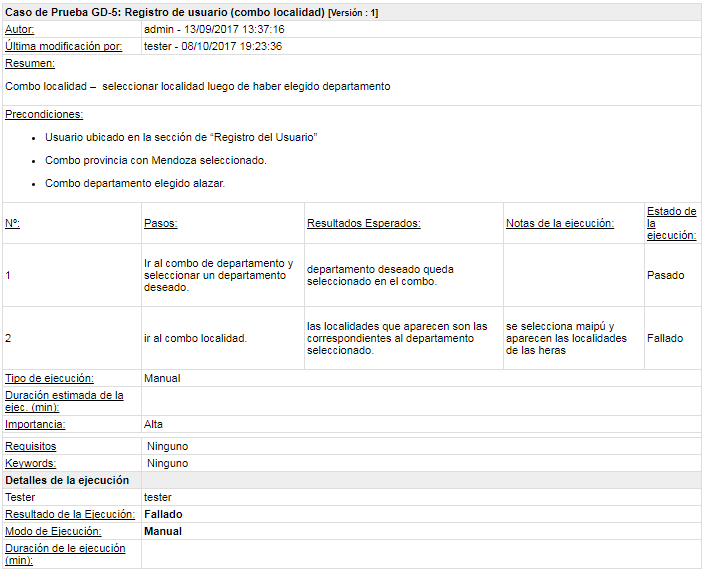 Caso de Prueba GD-5: Registro de usuario (combo localidad) [Versión : 1]
Autor: admin - 13/09/2017 13:37:16
Última modificación por: tester - 08/10/2017 19:23:36
Resumen:
Combo localidad – seleccionar localidad luego de haber elegido departamento
Precondiciones:
• Usuario ubicado en la sección de “Registro del Usuario”
• Combo provincia con Mendoza seleccionado.
• Combo departamento elegido alazar.
Nº: Pasos: Resultados Esperados: Notas de la ejecución: Estado de
la
ejecución:
1
Ir al combo de departamento y
seleccionar un departamento
deseado.
departamento deseado queda
seleccionado en el combo.
Pasado
2
ir al combo localidad.
las localidades que aparecen son las
correspondientes al departamento
seleccionado.
se selecciona maipú y
aparecen las localidades
de las heras
Fallado
Tipo de ejecución: Manual
Duración estimada de la
ejec. (min):
Importancia: Alta
Requisitos Ninguno
Keywords: Ninguno
Detalles de la ejecución
Tester tester
Resultado de la Ejecución: Fallado
Modo de Ejecución: Manual
Duración de le ejecución
(min):